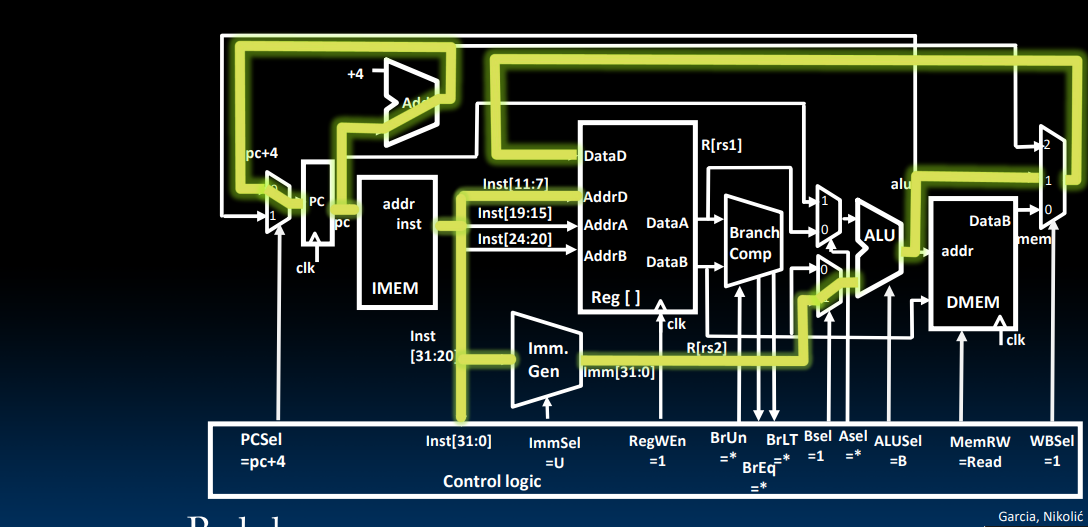 +4
Add
pc+4
0
1
PC
pc
clk
addr
inst
IMEM
Inst[11:7]
Inst[19:15]
Inst[24:20]
DataD
AddrD
AddrA
AddrB
DataA
DataB
Reg [ ]
clk
R[rs1]
R[rs2]
Branch
Comp
1
0
0
ALU
alu
addr
DataB
DMEM
clk
mem
2
1
0
Inst
[31:20]
Imm.
Gen
Imm[31:0]
PCSel
=pc+4
Inst[31:0]
ImmSel
=U
RegWEn
=1
BrUn
=*
BrEq
=*
BrLT
=*
Bsel
=1
Asel
=*
ALUSel
=B
MemRW
=Read
WBSel
=1
Control logic
Garcia, Nikolić